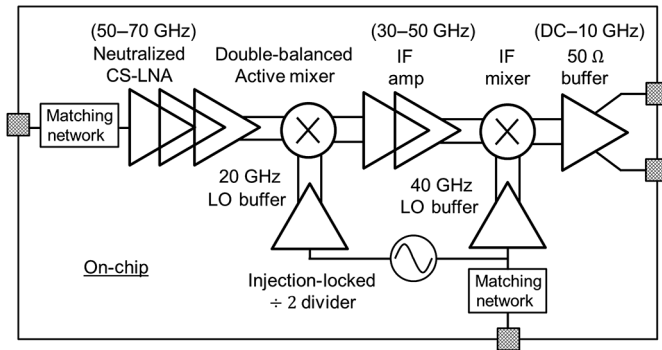 (50–70 GHz)
Neutralized
CS-LNA
Double-balanced
Active mixer
(30–50 GHz)
IF
amp
IF
mixer
(DC–10 GHz)
50 Ω
buffer
Matching
network
20 GHz
LO buffer
40 GHz
LO buffer
On-chip
Injection–locked
÷ 2 divider
Matching
network